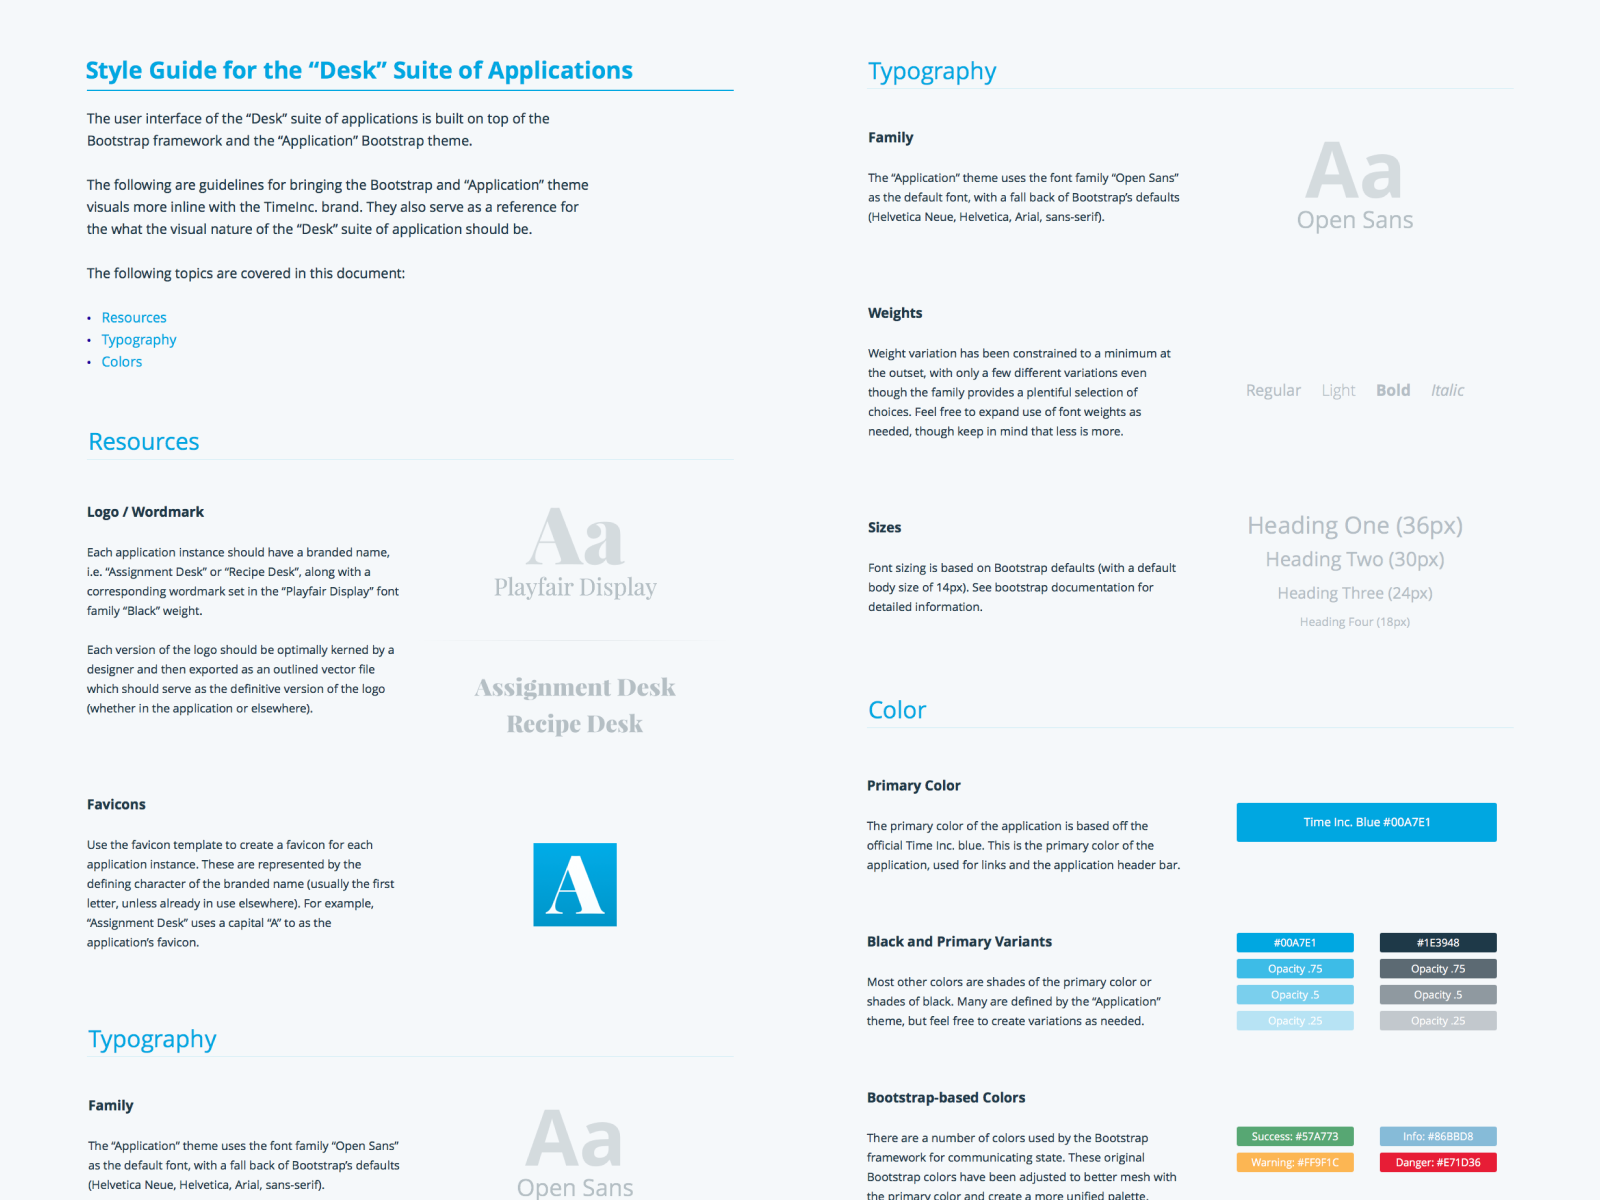 Style Guide for the “Desk” Suite of Applications
The user interface of the “Desk” suite of applications is built on top of the
Bootstrap framework and the “Application” Bootstrap theme.
The following are guidelines for bringing the Bootstrap and “Application” theme
visuals more inline with the TimeInc. brand. They also serve as a reference for
the what the visual nature of the “Desk” suite of application should be.
The following topics are covered in this document:
• Resources
• Typography
• Colors
Resources
Logo / Wordmark
Each application instance should have a branded name,
i.e. “Assignment Desk” or “Recipe Desk”, along with a
corresponding wordmark set in the “Playfair Display” font
family “Black” weight.
Each version of the logo should be optimally kerned by a
designer and then exported as an outlined vector file
which should serve as the definitive version of the logo
(whether in the application or elsewhere).
Aa
Playfair Display
Assignment Desk
Recipe Desk
Favicons
Use the favicon template to create a favicon for each
application instance. These are represented by the
defining character of the branded name (usually the first
letter, unless already in use elsewhere). For example,
“Assignment Desk” uses a capital “A” to as the
application’s favicon.
A
Typography
Family
The “Application” theme uses the font family “Open Sans”
as the default font, with a fall back of Bootstrap’s defaults
(Helvetica Neue, Helvetica, Arial, sans-serif).
Aa
Open Sans
Typography
Family
The “Application” theme uses the font family “Open Sans”
as the default font, with a fall back of Bootstrap’s defaults
(Helvetica Neue, Helvetica, Arial, sans-serif).
Aa
Open Sans
Weights
Weight variation has been constrained to a minimum at
the outset, with only a few different variations even
though the family provides a plentiful selection of
choices. Feel free to expand use of font weights as
needed, though keep in mind that less is more.
Regular Light Bold Italic
Sizes
Font sizing is based on Bootstrap defaults (with a default
body size of 14px). See bootstrap documentation for
detailed information.
Heading One (36px)
Heading Two (30px)
Heading Three (24px)
Heading Four (18px)
Color
Primary Color
The primary color of the application is based off the
official Time Inc. blue. This is the primary color of the
application, used for links and the application header bar.
Time Inc. Blue #00A7E1
Black and Primary Variants
Most other colors are shades of the primary color or
shades of black. Many are defined by the “Application”
theme, but feel free to create variations as needed.
#00A7E1 #1E3948
Opacity .75 Opacity .75
Opacity .5 Opacity .5
Opacity .25 Opacity .25
Bootstrap-based Colors
There are a number of colors used by the Bootstrap
framework for communicating state. These original
Bootstrap colors have been adjusted to better mesh with
the primary color and create a more unified palette.
Success: #57A773 Info: #86BBD8
Warning: #FF9F1C Danger: #E71D36